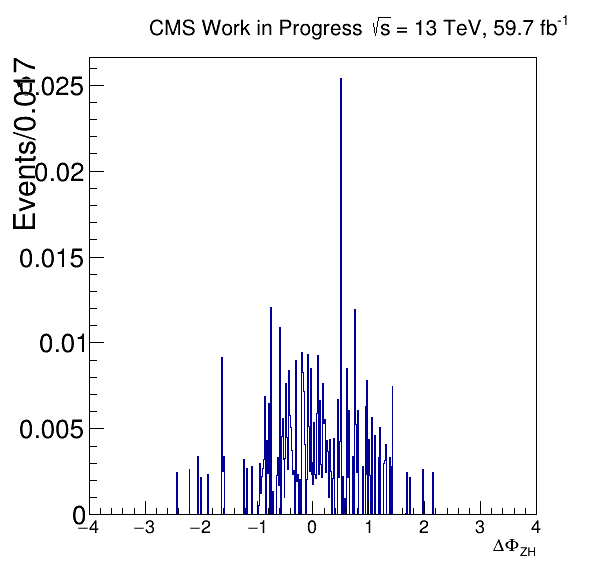 CMS Work in Progress √s = 13 TeV, 59.7 fb⁻¹
Events/0.017
0.025
0.02
0.015
0.01
0.005
0
−4 −3 −2 −1 0 1 2 3 4
ΔΦ_ZH